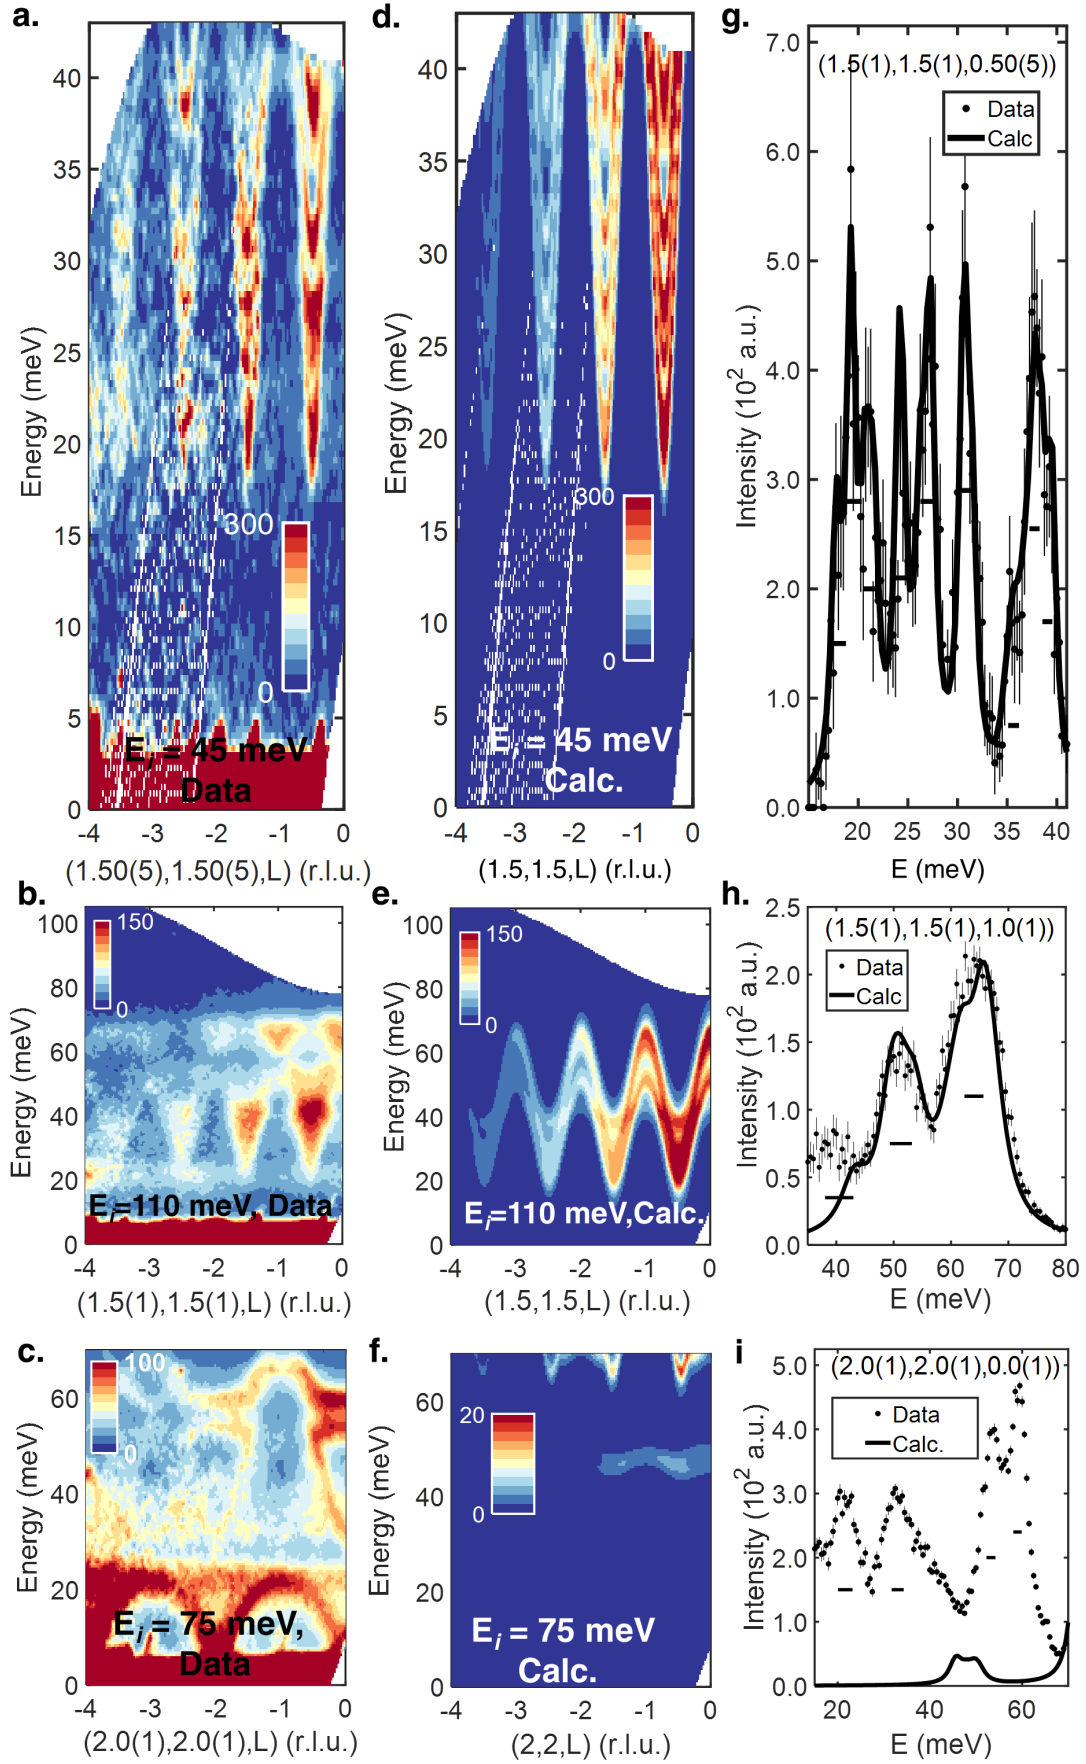 a.
40
35
30
25
20
15
10
5
0
Energy (meV)
300
0
E_i = 45 meV
Data
-4 -3 -2 -1 0
(1.50(5),1.50(5),L) (r.l.u.)
d.
40
35
30
25
20
15
10
5
0
Energy (meV)
300
0
E_i = 45 meV
Calc.
-4 -3 -2 -1 0
(1.5,1.5,L) (r.l.u.)
g.
7.0
6.0
5.0
4.0
3.0
2.0
1.0
0.0
Intensity (10² a.u.)
(1.5(1),1.5(1),0.50(5))
Data
Calc
20 25 30 35 40
E (meV)
b.
100
80
60
40
20
0
Energy (meV)
150
0
E_i=110 meV, Data
-4 -3 -2 -1 0
(1.5(1),1.5(1),L) (r.l.u.)
e.
100
80
60
40
20
0
Energy (meV)
150
0
E_i=110 meV,Calc.
-4 -3 -2 -1 0
(1.5,1.5,L) (r.l.u.)
h.
2.5
2.0
1.5
1.0
0.5
0.0
Intensity (10² a.u.)
(1.5(1),1.5(1),1.0(1))
Data
Calc
40 50 60 70 80
E (meV)
c.
60
40
20
0
Energy (meV)
100
0
E_i = 75 meV,
Data
-4 -3 -2 -1 0
(2.0(1),2.0(1),L) (r.l.u.)
f.
60
40
20
0
Energy (meV)
20
0
E_i = 75 meV
Calc.
-4 -3 -2 -1 0
(2,2,L) (r.l.u.)
i
5.0
4.0
3.0
2.0
1.0
0.0
Intensity (10² a.u.)
(2.0(1),2.0(1),0.0(1))
Data
Calc.
20 40 60
E (meV)